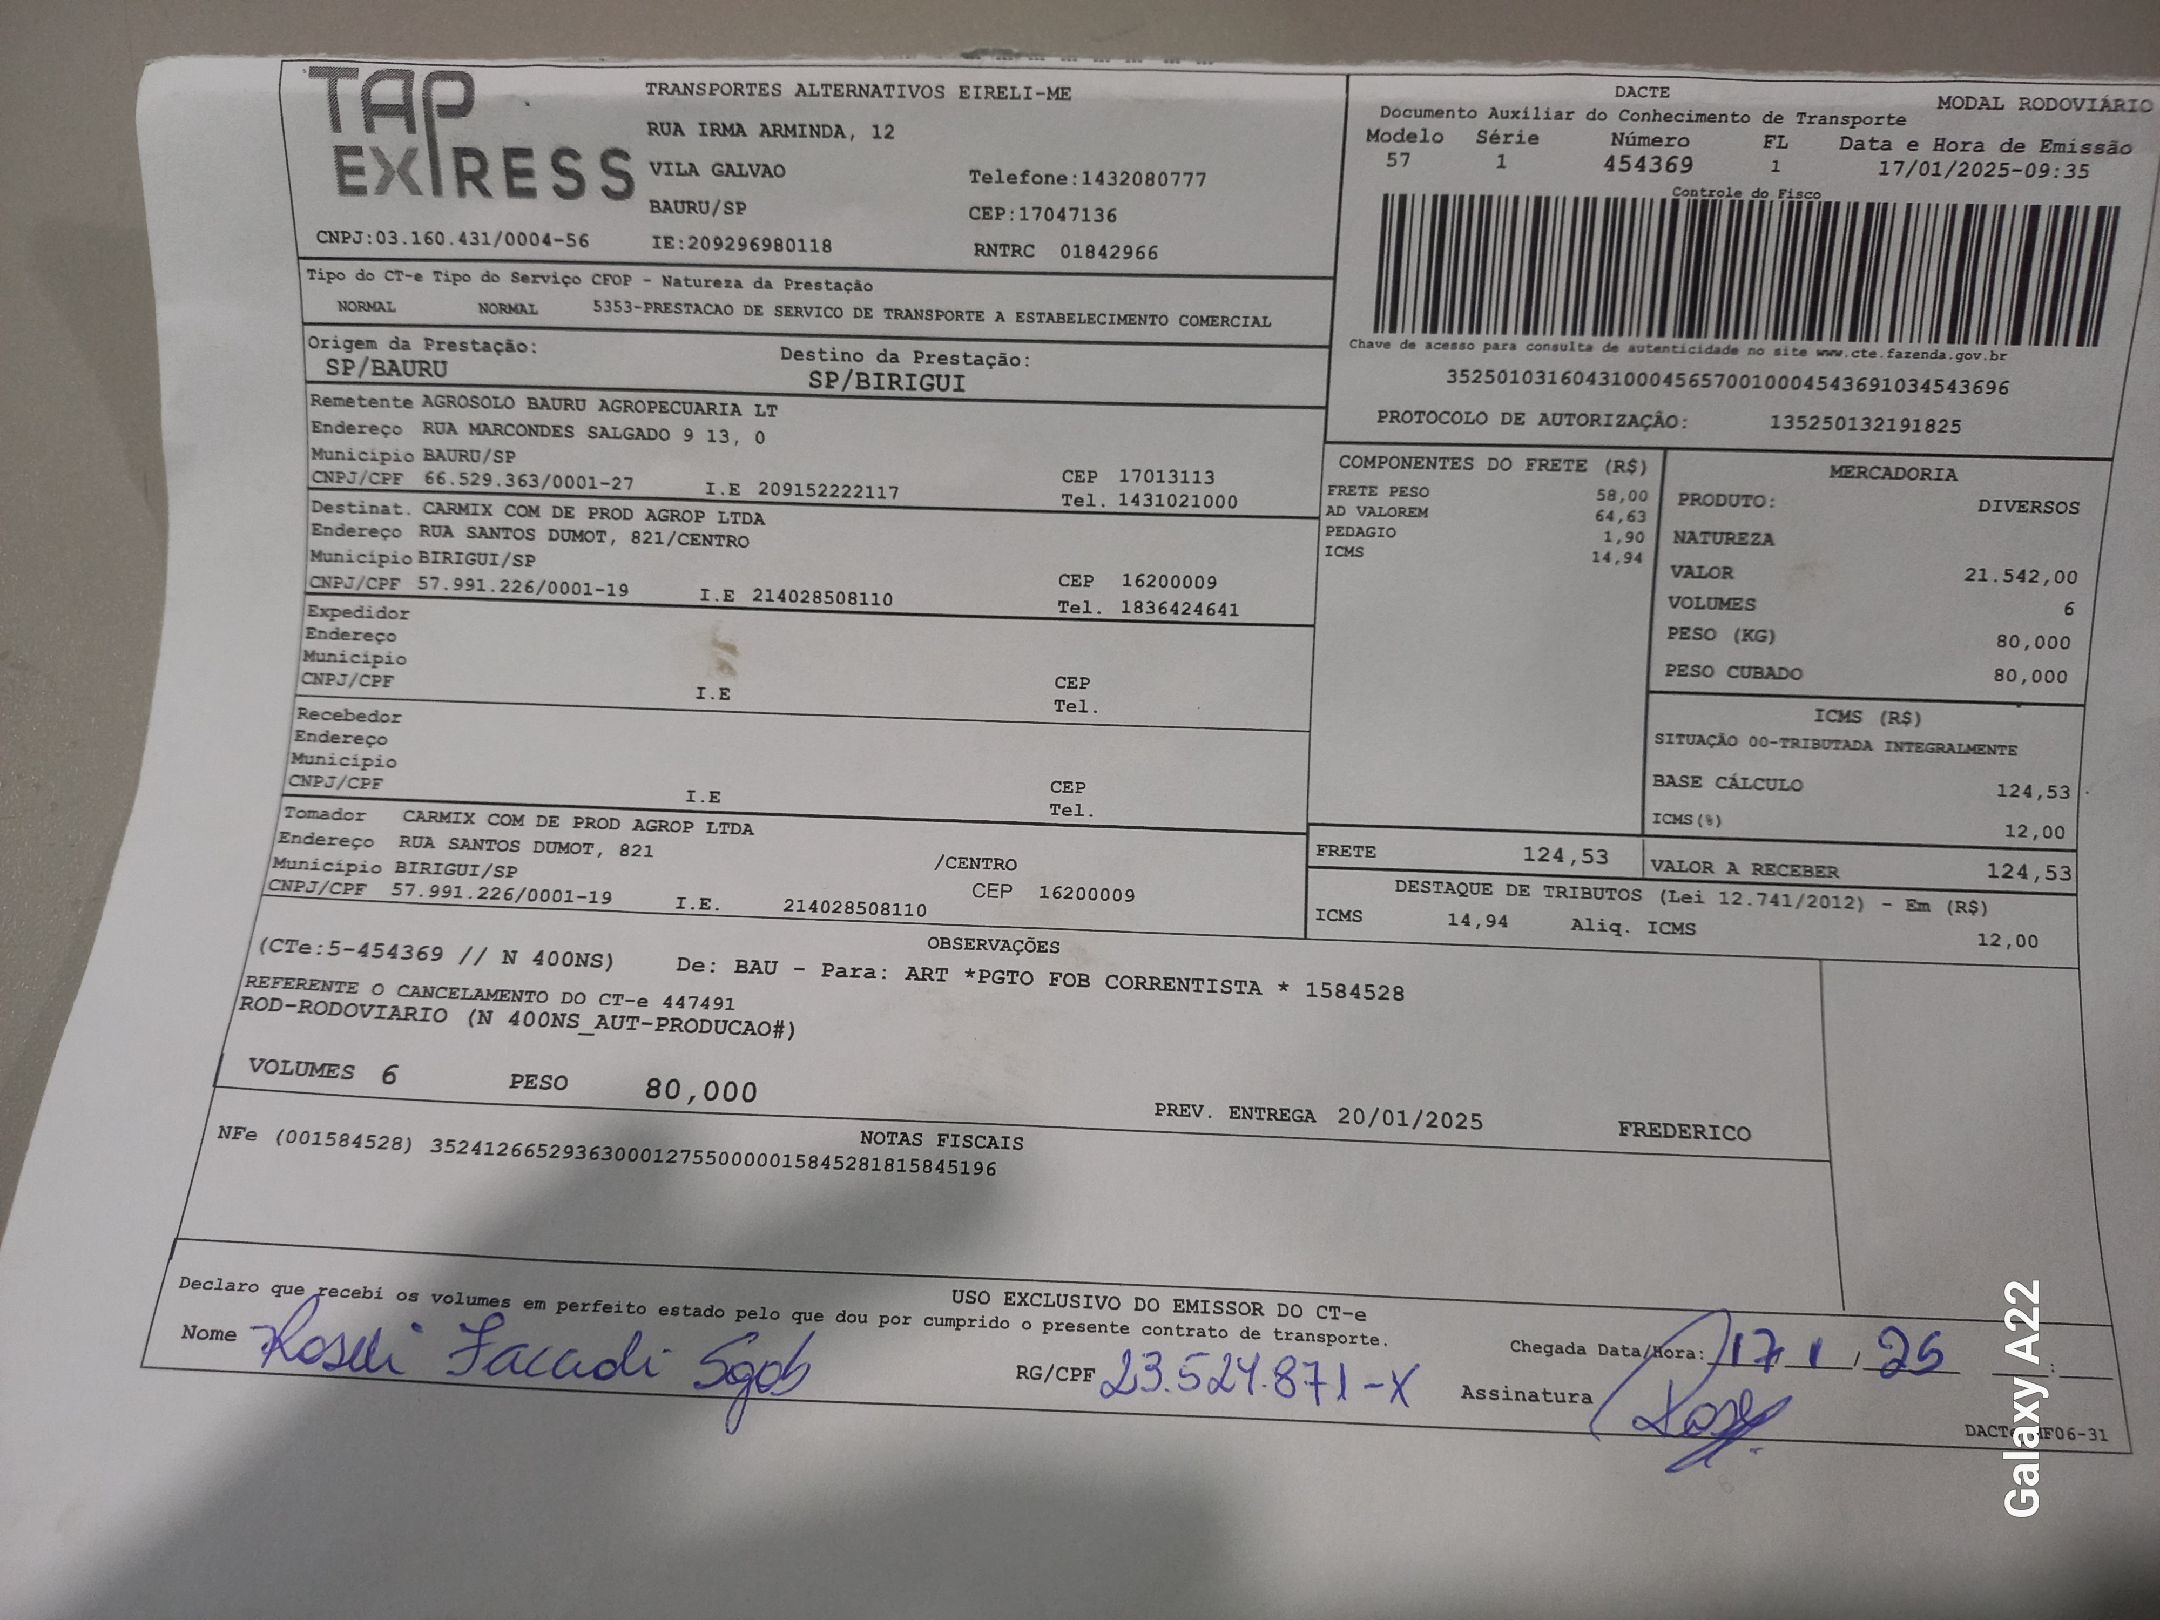 TAP
EXPRESS
TRANSPORTES ALTERNATIVOS EIRELI-ME
RUA IRMA ARMINDA, 12
VILA GALVAO
Telefone:1432080777
BAURU/SP
CEP:17047136
CNPJ:03.160.431/0004-56
IE:209296980118
RNTRC 01842966
DACTE
MODAL RODOVIÁRIO
Documento Auxiliar do Conhecimento de Transporte
Modelo Série Número FL Data e Hora de Emissão
57 1 454369 1 17/01/2025-09:35
Controle do Fisco
Chave de acesso para consulta de autenticidade no site www.cte.fazenda.gov.br
35250103160431000456570010004543691034543696
PROTOCOLO DE AUTORIZAÇÂO: 135250132191825
Tipo do CT-e Tipo do Serviço CFOP - Natureza da Prestação
NORMAL NORMAL 5353-PRESTACAO DE SERVICO DE TRANSPORTE A ESTABELECIMENTO COMERCIAL
Origem da Prestação: Destino da Prestação:
SP/BAURU SP/BIRIGUI
Remetente AGROSOLO BAURU AGROPECUARIA LT
Endereço RUA MARCONDES SALGADO 9 13, 0
Município BAURU/SP CEP 17013113
CNPJ/CPF 66.529.363/0001-27 I.E 209152222117 Tel. 1431021000
Destinat. CARMIX COM DE PROD AGROP LTDA
Endereço RUA SANTOS DUMOT, 821/CENTRO
Município BIRIGUI/SP CEP 16200009
CNPJ/CPF 57.991.226/0001-19 I.E 214028508110 Tel. 1836424641
Expedidor
Endereço
Município CEP
CNPJ/CPF I.E Tel.
Recebedor
Endereço
Município CEP
CNPJ/CPF I.E Tel.
Tomador CARMIX COM DE PROD AGROP LTDA
Endereço RUA SANTOS DUMOT, 821 /CENTRO
Município BIRIGUI/SP CEP 16200009
CNPJ/CPF 57.991.226/0001-19 I.E. 214028508110
COMPONENTES DO FRETE (R$)
FRETE PESO 58,00
AD VALOREM 64,63
PEDAGIO 1,90
ICMS 14,94
MERCADORIA
PRODUTO: DIVERSOS
NATUREZA
VALOR 21.542,00
VOLUMES 6
PESO (KG) 80,000
PESO CUBADO 80,000
ICMS (R$)
SITUAÇÃO 00-TRIBUTADA INTEGRALMENTE
BASE CÁLCULO 124,53
ICMS(%) 12,00
FRETE 124,53 VALOR A RECEBER 124,53
DESTAQUE DE TRIBUTOS (Lei 12.741/2012) - Em (R$)
ICMS 14,94 Aliq. ICMS 12,00
OBSERVAÇÕES
(CTe:5-454369 // N 400NS) De: BAU - Para: ART *PGTO FOB CORRENTISTA * 1584528
REFERENTE O CANCELAMENTO DO CT-e 447491
ROD-RODOVIARIO (N 400NS_AUT-PRODUCAO#)
VOLUMES 6 PESO 80,000
PREV. ENTREGA 20/01/2025 FREDERICO
NOTAS FISCAIS
NFe (001584528) 35241266529363000127550000015845281815845196
USO EXCLUSIVO DO EMISSOR DO CT-e
Declaro que recebi os volumes em perfeito estado pelo que dou por cumprido o presente contrato de transporte.
Nome Roseli RG/CPF 23.524.871-X
Chegada Data/Hora: 17/1/25 :
Assinatura
F06-31
Galaxy A22